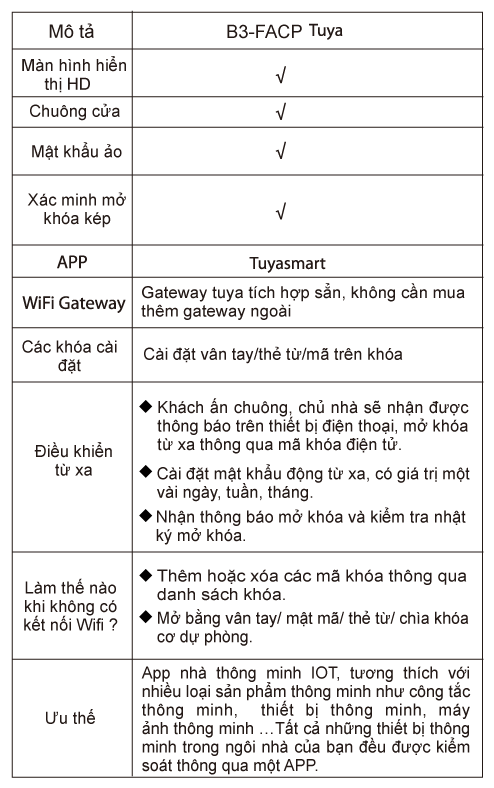 Mô tả
B3-FACP Tuya
Màn hình hiển
thị HD
√
Chuông cửa
√
Mật khẩu ảo
√
Xác minh mở
khóa kép
√
APP
Tuyasmart
WiFi Gateway
Gateway tuya tích hợp sẳn, không cần mua
thêm gateway ngoài
Các khóa cài
đặt
Cài đặt vân tay/thẻ từ/mã trên khóa
Điều khiển
từ xa
◆ Khách ấn chuông, chủ nhà sẽ nhận được
thông báo trên thiết bị điện thoại, mở khóa
từ xa thông qua mã khóa điện tử.
◆ Cài đặt mật khẩu động từ xa, có giá trị một
vài ngày, tuần, tháng.
◆ Nhận thông báo mở khóa và kiểm tra nhật
ký mở khóa.
Làm thế nào
khi không có
kết nối Wifi ?
◆ Thêm hoặc xóa các mã khóa thông qua
danh sách khóa.
◆ Mở bằng vân tay/ mật mã/ thẻ từ/ chìa khóa
cơ dự phòng.
Ưu thế
App nhà thông minh IOT, tương thích với
nhiều loại sản phẩm thông minh như công tắc
thông minh, thiết bị thông minh, máy
ảnh thông minh …Tất cả những thiết bị thông
minh trong ngôi nhà của bạn đều được kiểm
soát thông qua một APP.